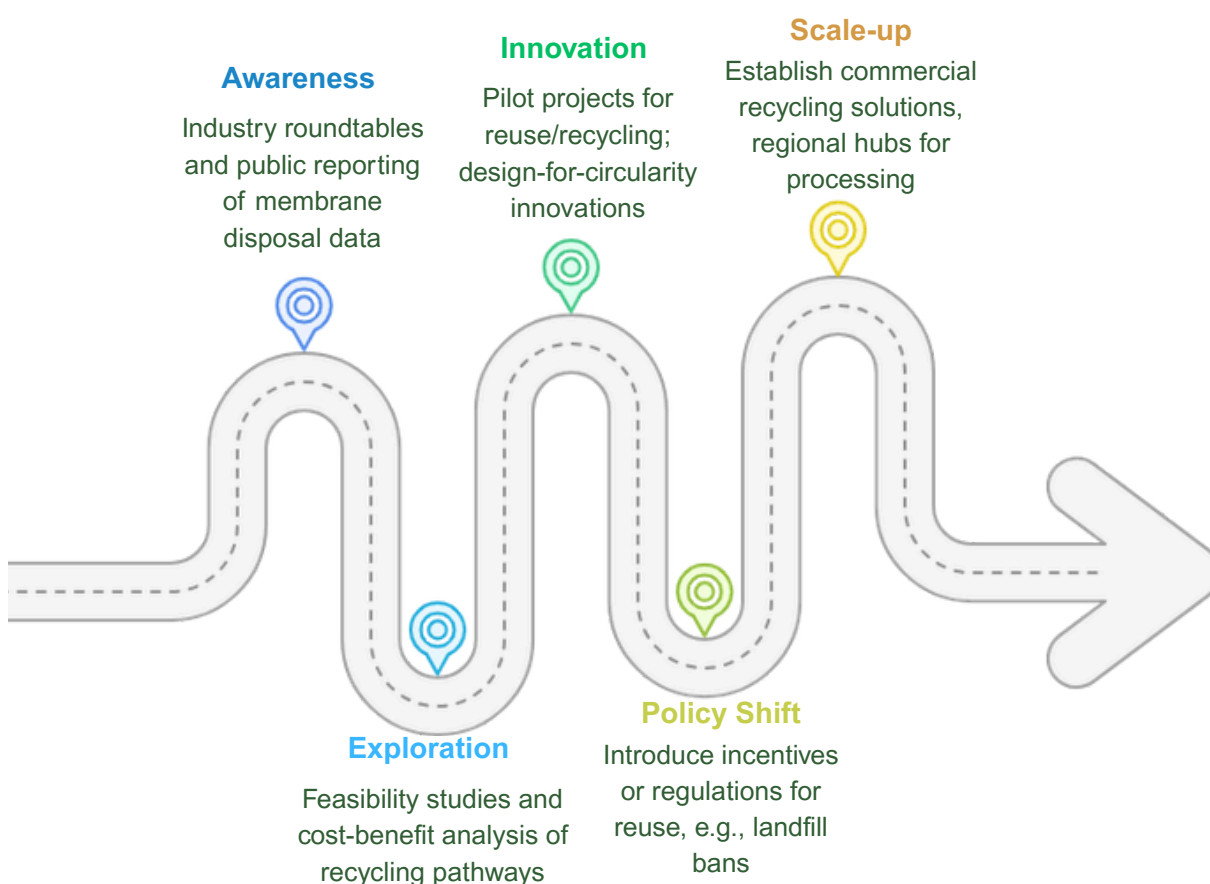 Awareness
Industry roundtables
and public reporting
of membrane
disposal data
Exploration
Feasibility studies and
cost-benefit analysis of
recycling pathways
Innovation
Pilot projects for
reuse/recycling;
design-for-circularity
innovations
Policy Shift
Introduce incentives
or regulations for
reuse, e.g., landfill
bans
Scale-up
Establish commercial
recycling solutions,
regional hubs for
processing